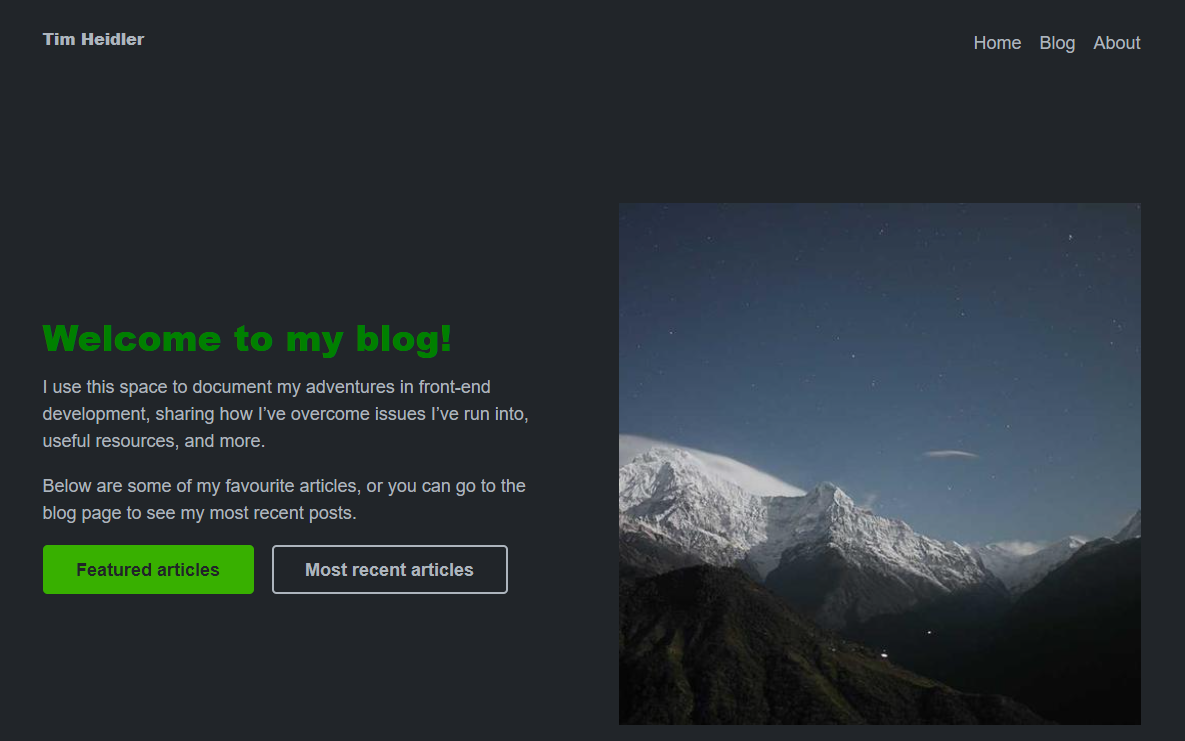 Tim Heidler
Home Blog About
Welcome to my blog!
I use this space to document my adventures in front-end
development, sharing how I’ve overcome issues I’ve run into,
useful resources, and more.
Below are some of my favourite articles, or you can go to the
blog page to see my most recent posts.
Featured articles
Most recent articles